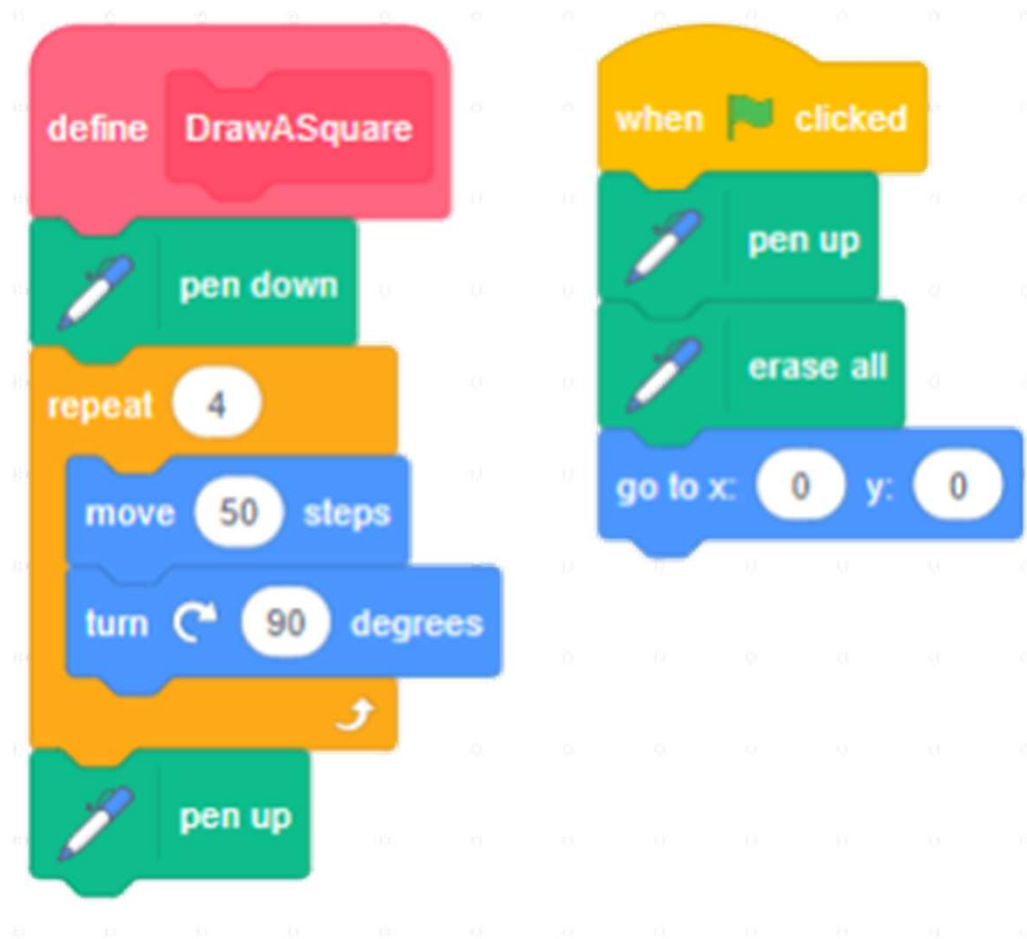 define DrawASquare
pen down
repeat 4
move 50 steps
turn 90 degrees
pen up
when clicked
pen up
erase all
go to x: 0 y: 0